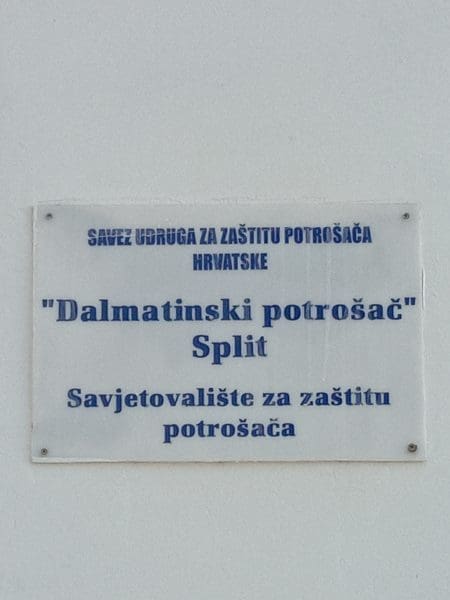 SAVEZ UDRUGA ZA ZAŠTITU POTROŠAČA
HRVATSKE
"Dalmatinski potrošač"
Split
Savjetovalište za zaštitu
potrošača